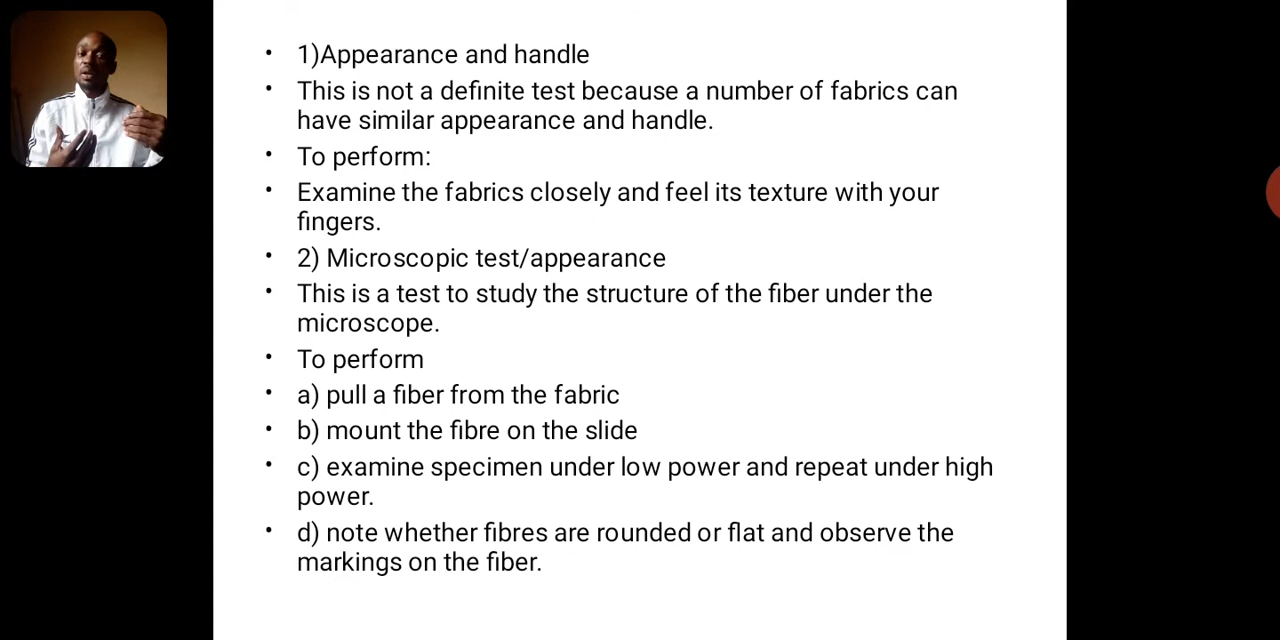 • 1)Appearance and handle
• This is not a definite test because a number of fabrics can
have similar appearance and handle.
• To perform:
• Examine the fabrics closely and feel its texture with your
fingers.
• 2) Microscopic test/appearance
• This is a test to study the structure of the fiber under the
microscope.
• To perform
• a) pull a fiber from the fabric
• b) mount the fibre on the slide
• c) examine specimen under low power and repeat under high
power.
• d) note whether fibres are rounded or flat and observe the
markings on the fiber.